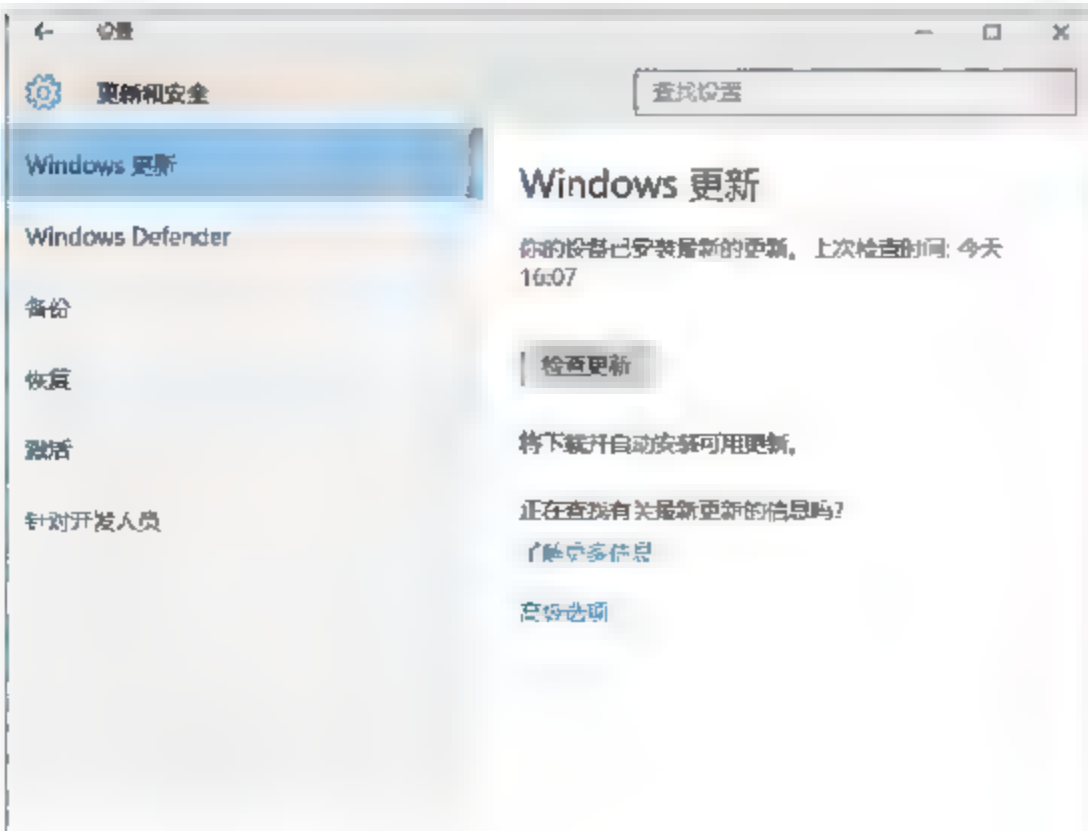 设置
更新和安全
查找设置
Windows 更新
Windows Defender
备份
恢复
激活
针对开发人员
Windows 更新
你的设备已安装最新的更新。上次检查时间: 今天
16:07
检查更新
将下载并自动安装可用更新。
正在查找有关最新更新的信息吗?
了解更多信息
高级选项